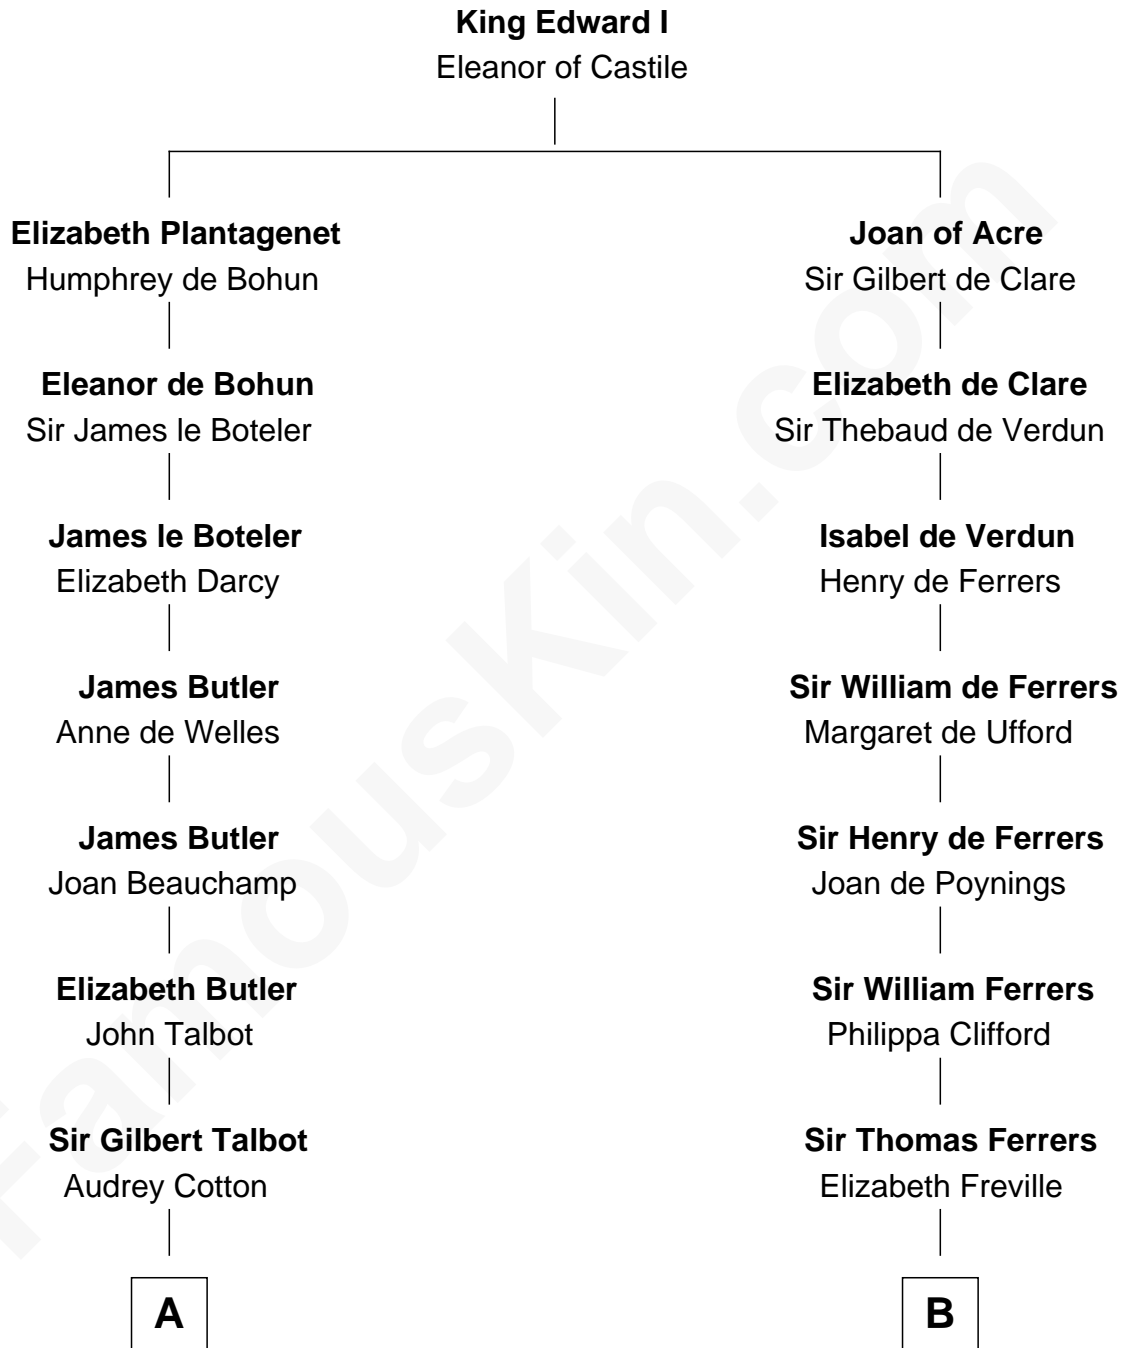 King Edward I
Eleanor of Castile
Elizabeth Plantagenet
Humphrey de Bohun
Joan of Acre
Sir Gilbert de Clare
Eleanor de Bohun
Sir James le Boteler
Elizabeth de Clare
Sir Thebaud de Verdun
James le Boteler
Elizabeth Darcy
Isabel de Verdun
Henry de Ferrers
James Butler
Anne de Welles
Sir William de Ferrers
Margaret de Ufford
James Butler
Joan Beauchamp
Sir Henry de Ferrers
Joan de Poynings
Elizabeth Butler
John Talbot
Sir William Ferrers
Philippa Clifford
Sir Gilbert Talbot
Audrey Cotton
Sir Thomas Ferrers
Elizabeth Freville
A
B
FamousKin.com